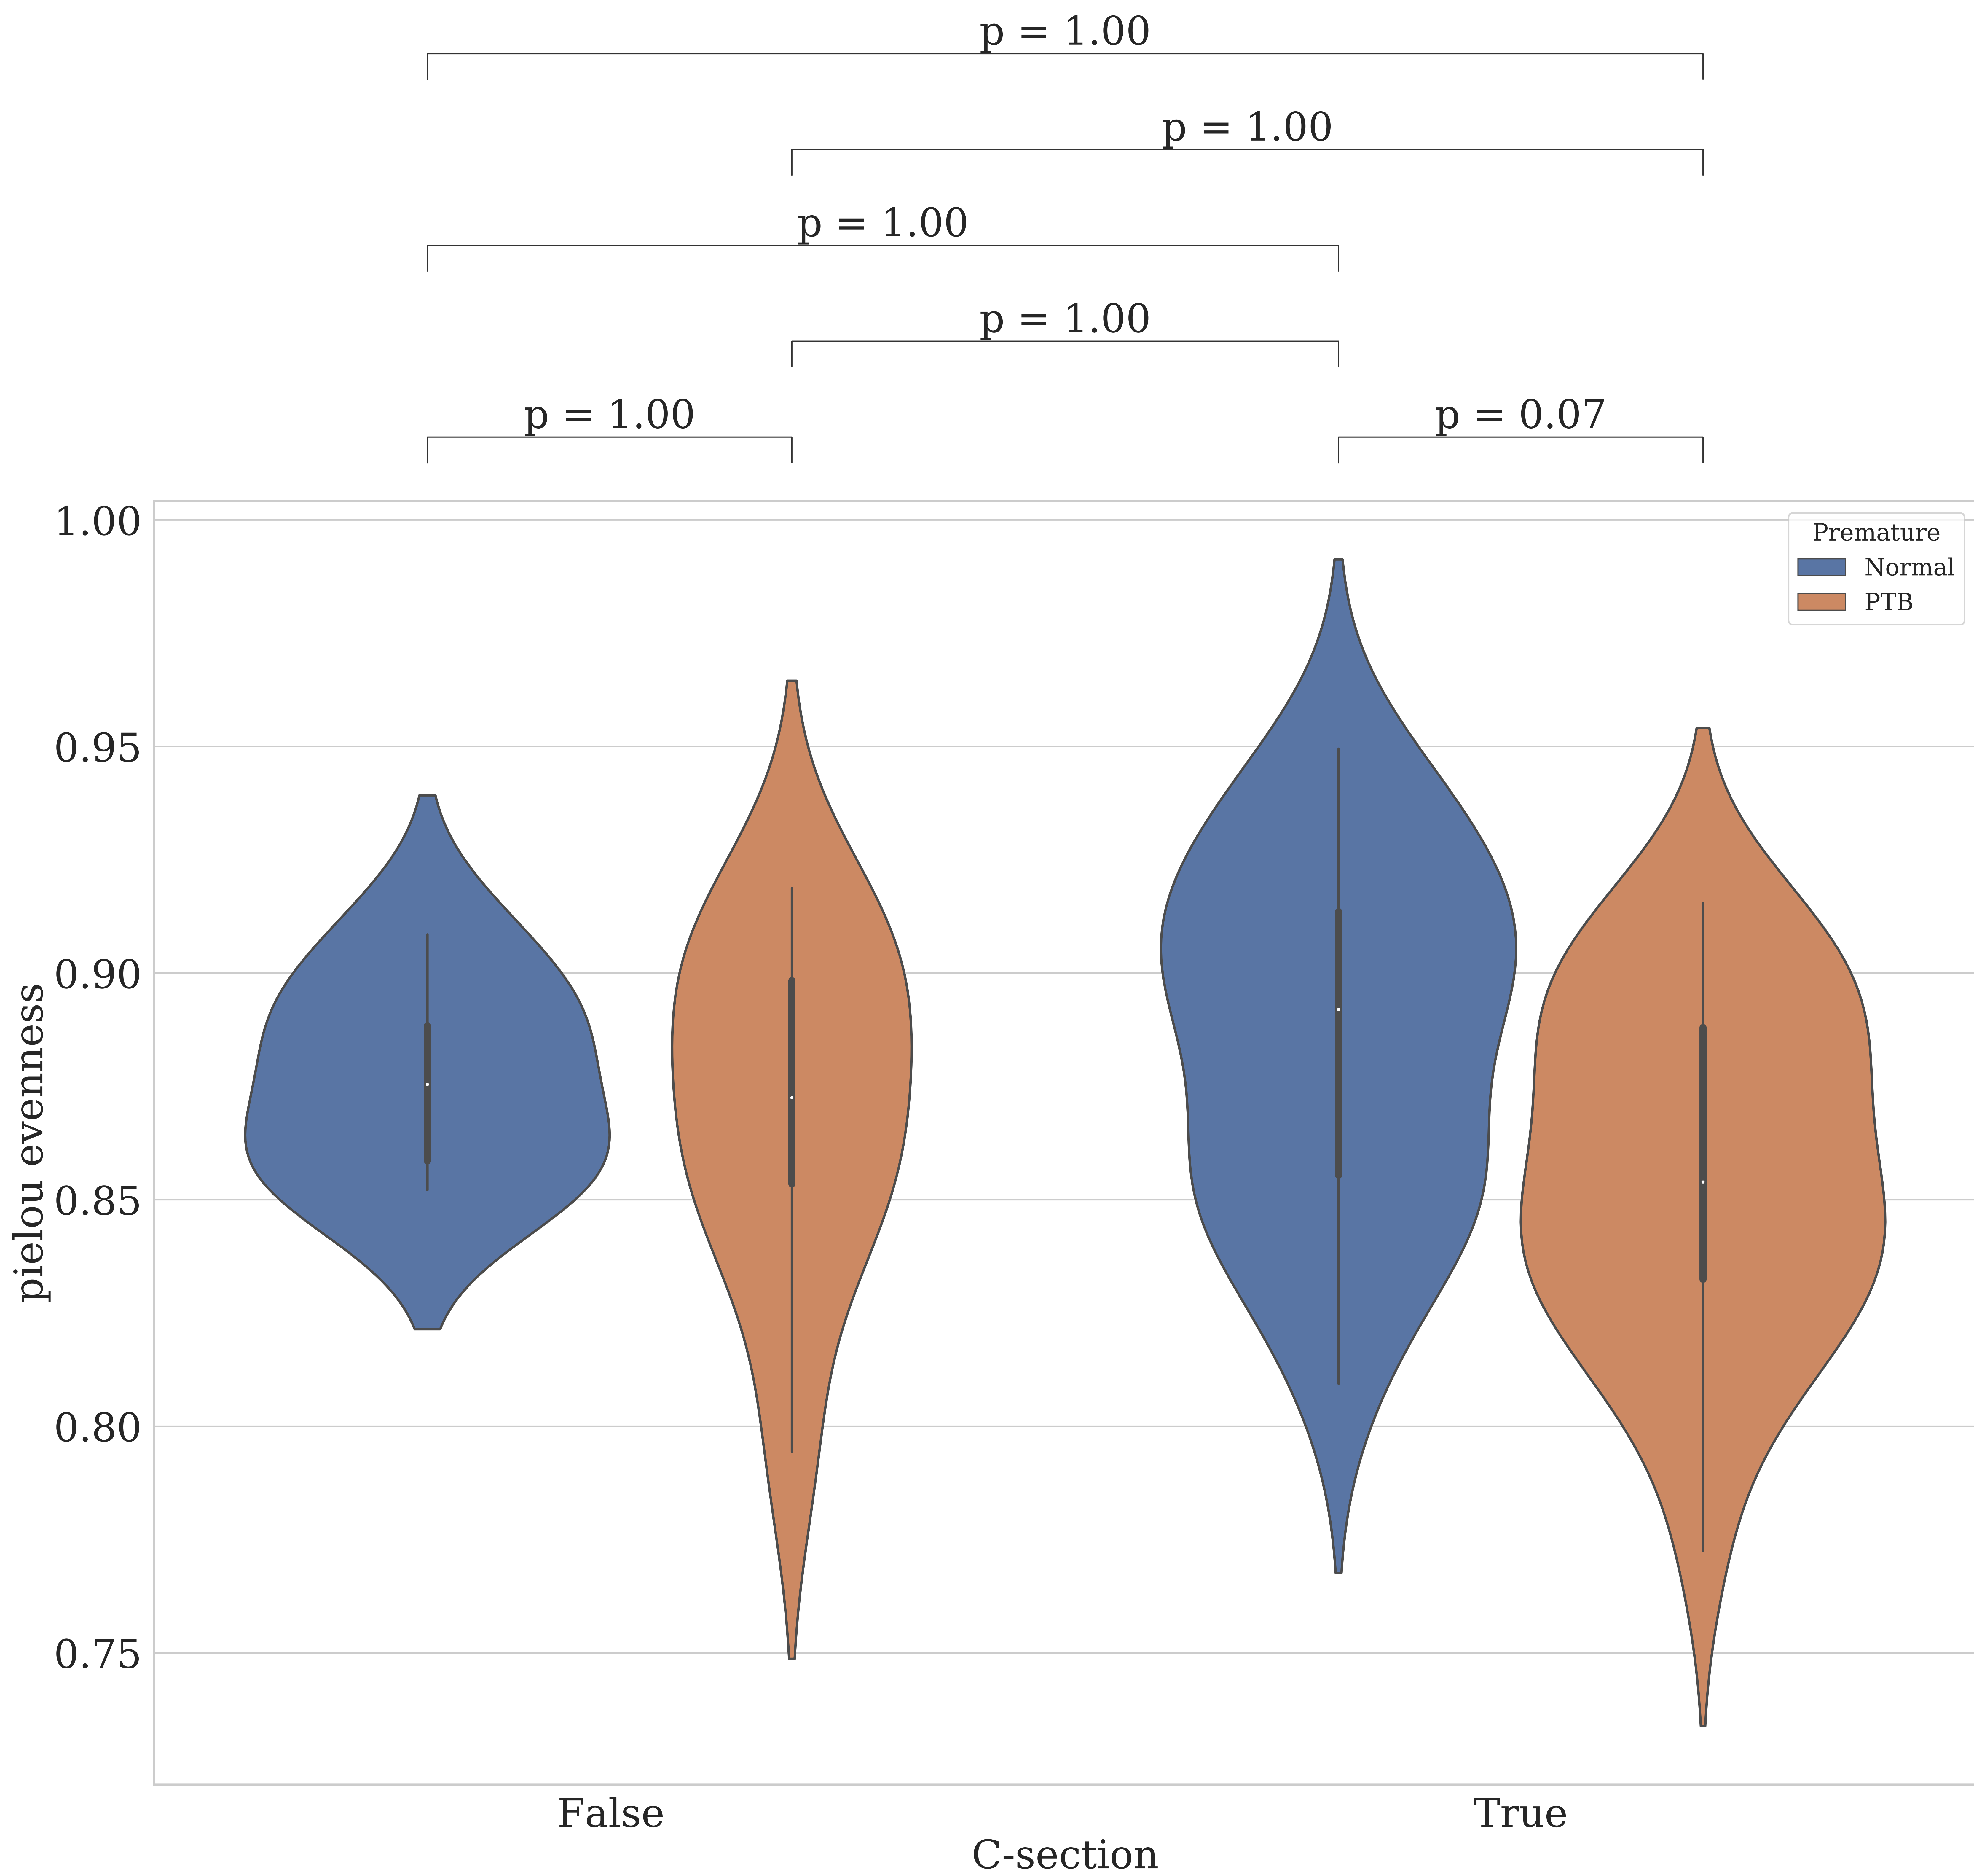 p = 1.00
p = 1.00
p = 1.00
p = 1.00
p = 1.00
p = 0.07
1.00
0.95
0.90
0.85
0.80
0.75
pielou evenness
Premature
Normal
PTB
False
True
C-section